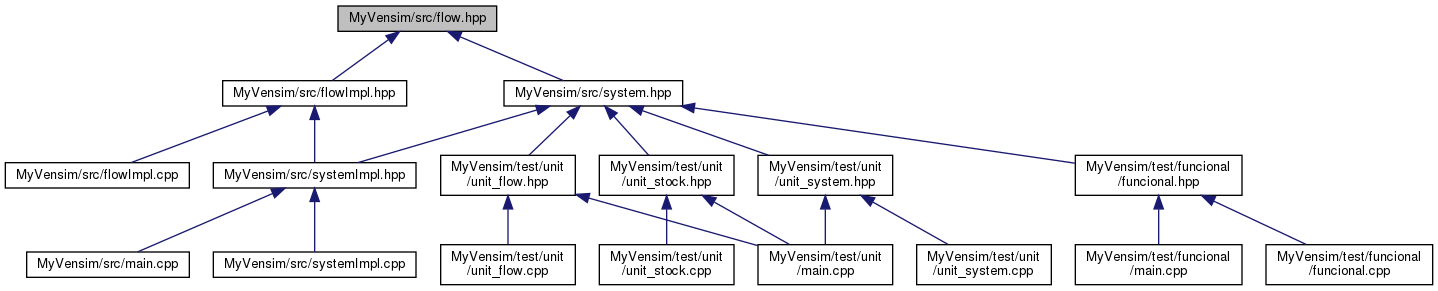 MyVensim/src/flow.hpp
MyVensim/src/flowImpl.hpp
MyVensim/src/system.hpp
MyVensim/src/flowImpl.cpp
MyVensim/src/systemImpl.hpp
MyVensim/test/unit
/unit_flow.hpp
MyVensim/test/unit
/unit_stock.hpp
MyVensim/test/unit
/unit_system.hpp
MyVensim/test/funcional
/funcional.hpp
MyVensim/src/main.cpp
MyVensim/src/systemImpl.cpp
MyVensim/test/unit
/unit_flow.cpp
MyVensim/test/unit
/unit_stock.cpp
MyVensim/test/unit
/main.cpp
MyVensim/test/unit
/unit_system.cpp
MyVensim/test/funcional
/main.cpp
MyVensim/test/funcional
/funcional.cpp